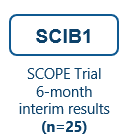 SCIB1
SCOPE Trial
6-month
interim results
(n=25)